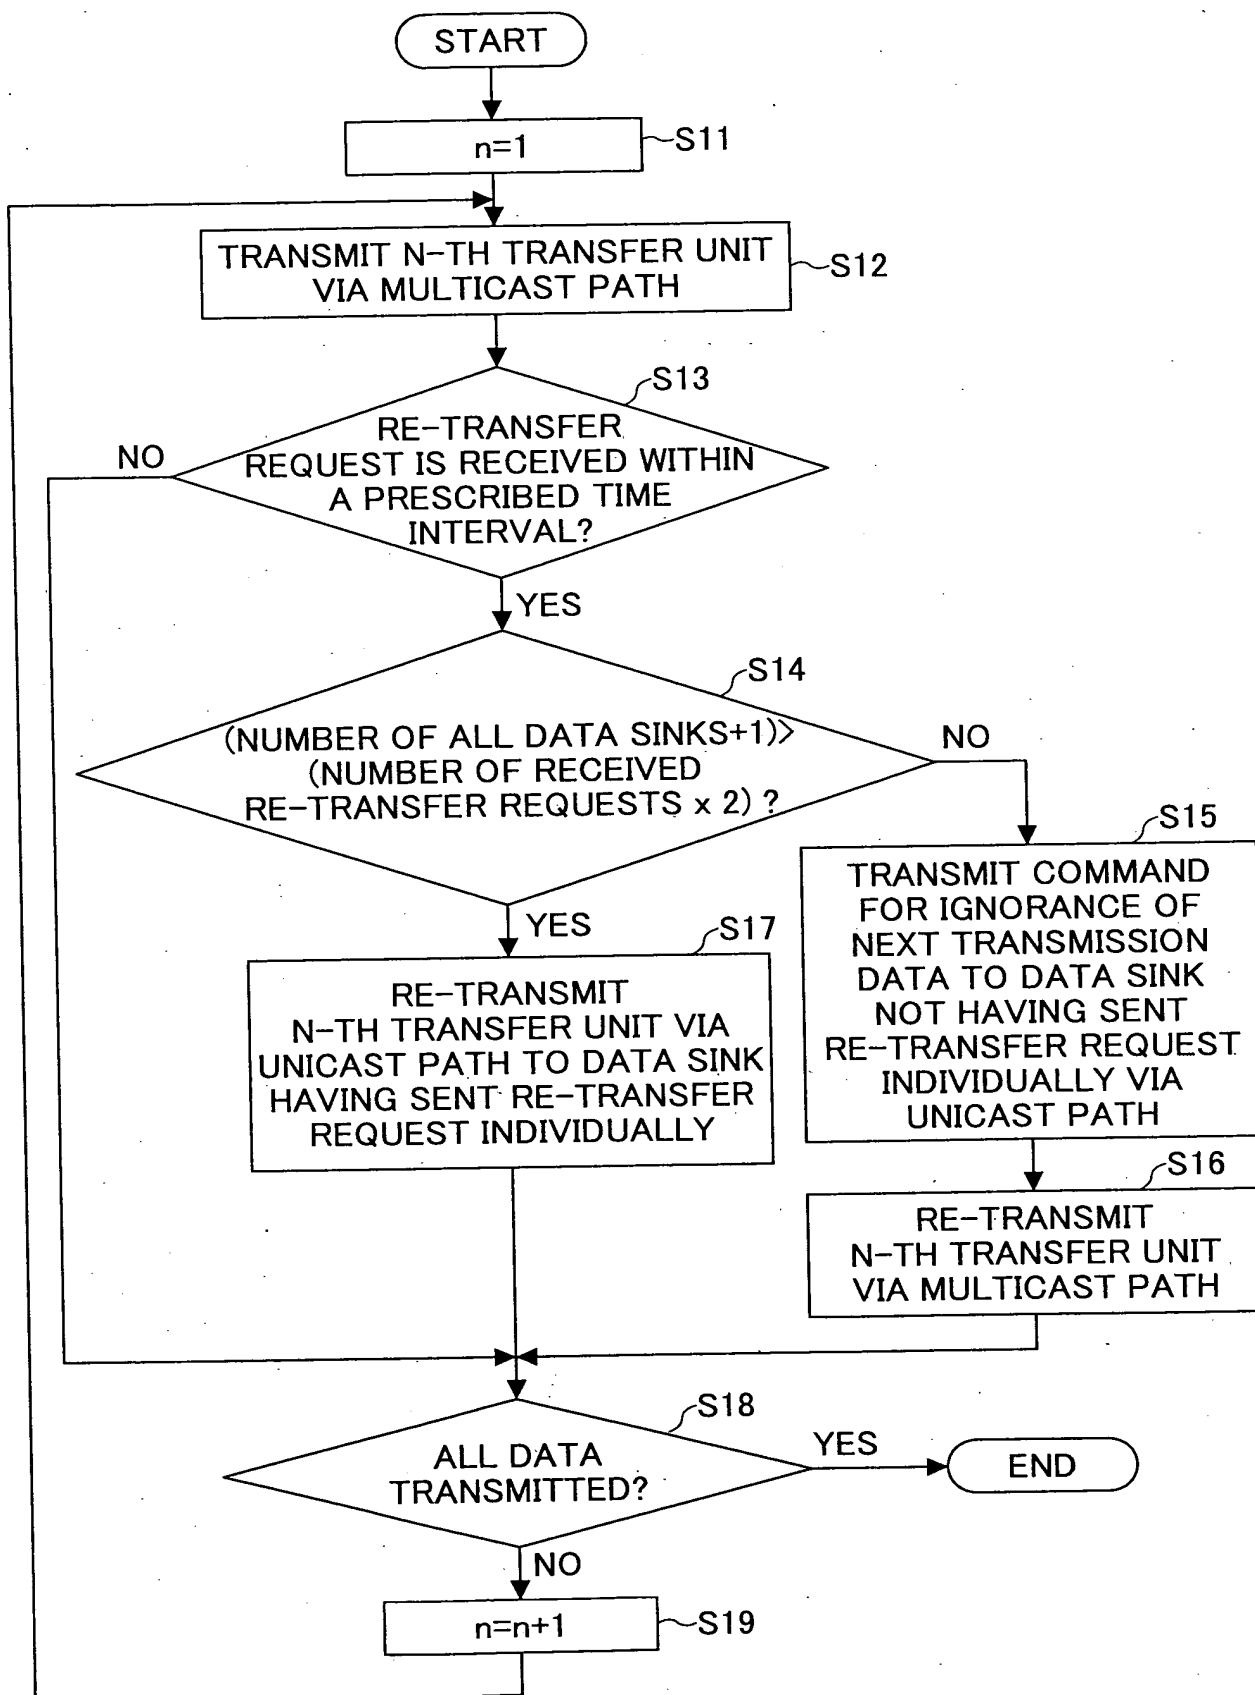 START
n=1
S11
TRANSMIT N-TH TRANSFER UNIT
VIA MULTICAST PATH
S12
S13
RE-TRANSFER
REQUEST IS RECEIVED WITHIN
A PRESCRIBED TIME
INTERVAL?
NO
YES
S14
(NUMBER OF ALL DATA SINKS+1)>
(NUMBER OF RECEIVED
RE-TRANSFER REQUESTS x 2) ?
NO
YES
S15
TRANSMIT COMMAND
FOR IGNORANCE OF
NEXT TRANSMISSION
DATA TO DATA SINK
NOT HAVING SENT
RE-TRANSFER REQUEST
INDIVIDUALLY VIA
UNICAST PATH
S17
RE-TRANSMIT
N-TH TRANSFER UNIT VIA
UNICAST PATH TO DATA SINK
HAVING SENT RE-TRANSFER
REQUEST INDIVIDUALLY
S16
RE-TRANSMIT
N-TH TRANSFER UNIT
VIA MULTICAST PATH
S18
ALL DATA
TRANSMITTED?
YES
END
NO
n=n+1
S19